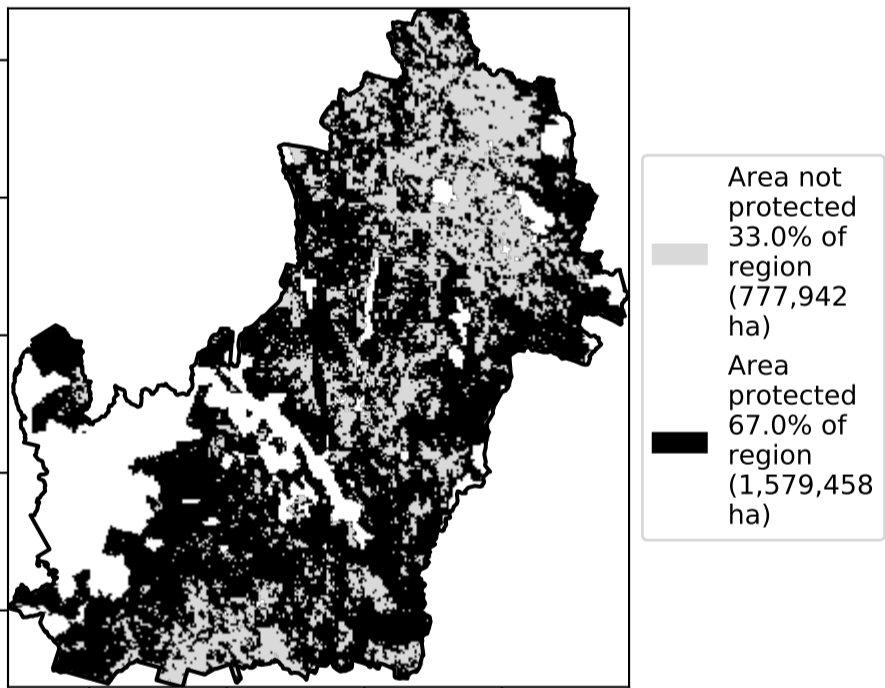 Area not
protected
33.0% of
region
(777,942
ha)
Area
protected
67.0% of
region
(1,579,458
ha)